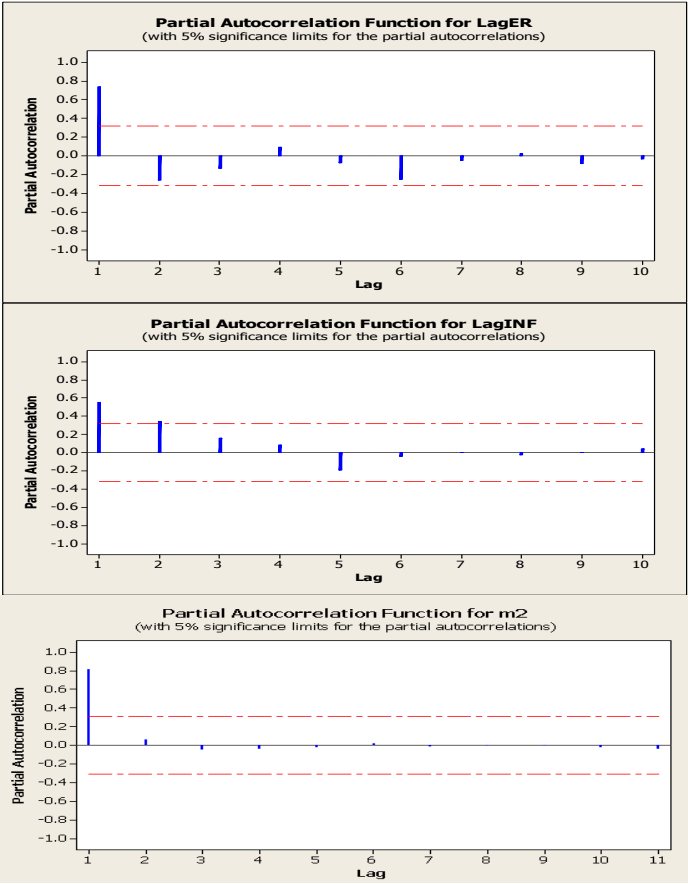 Partial Autocorrelation Function for LagER
(with 5% significance limits for the partial autocorrelations)
Partial Autocorrelation
1.0
0.8
0.6
0.4
0.2
0.0
-0.2
-0.4
-0.6
-0.8
-1.0
1 2 3 4 5 6 7 8 9 10
Lag
Partial Autocorrelation Function for LagINF
(with 5% significance limits for the partial autocorrelations)
Partial Autocorrelation
1.0
0.8
0.6
0.4
0.2
0.0
-0.2
-0.4
-0.6
-0.8
-1.0
1 2 3 4 5 6 7 8 9 10
Lag
Partial Autocorrelation Function for m2
(with 5% significance limits for the partial autocorrelations)
Partial Autocorrelation
1.0
0.8
0.6
0.4
0.2
0.0
-0.2
-0.4
-0.6
-0.8
-1.0
1 2 3 4 5 6 7 8 9 10 11
Lag